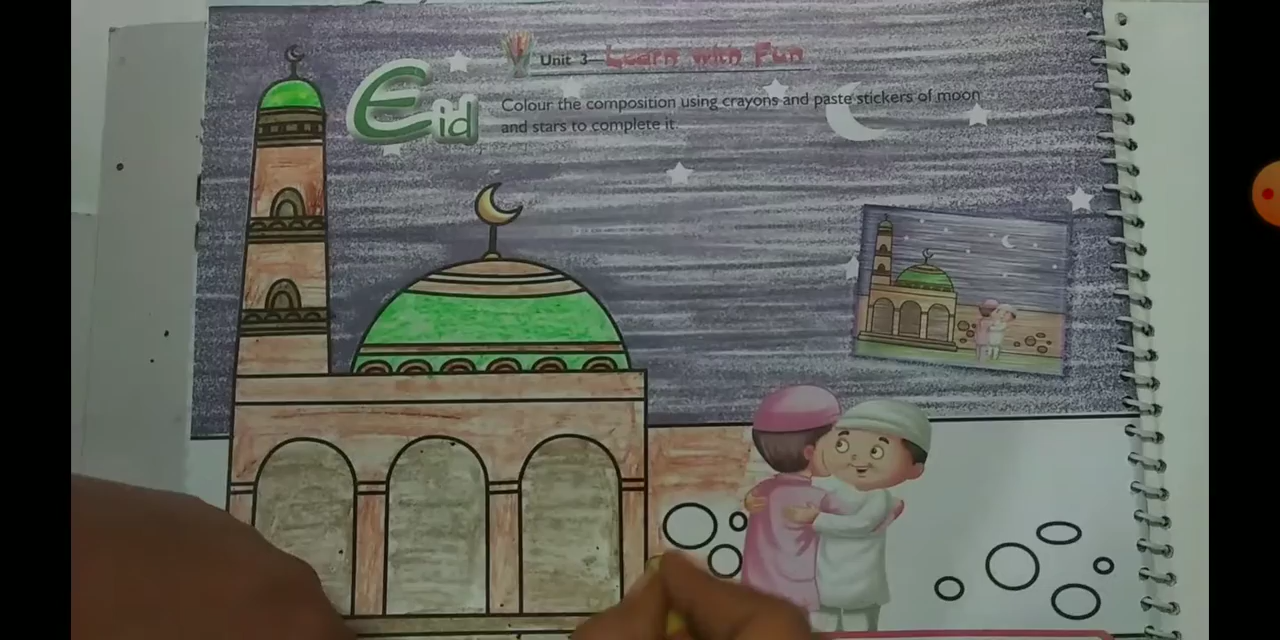 Unit 3—Learn with Fun
Eid
Colour the composition using crayons and paste stickers of moon
and stars to complete it.